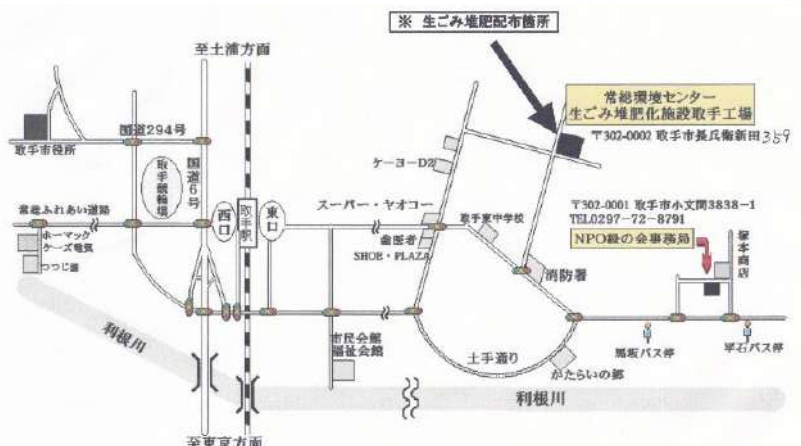 ※ 生ごみ堆肥配布箇所
至土浦方面
常総環境センター
生ごみ堆肥化施設取手工場
〒302-0002 取手市長兵衛新田359
国道294号
取手市役所
取手競輪場
国道6号
ケーヨーD2
スーパー・ヤオコー
取手東中学校
〒302-0001 取手市小文間3838-1
TEL0297-72-8791
NPO緑の会事務局
塚本商店
常総ふれあい道路
ホーマック
ケーズ電気
つつじ園
西口
取手駅
東口
歯医者
SHOE・PLAZA
消防署
利根川
市民会館
福祉会館
土手通り
かたらいの郷
馬坂バス停
平石バス停
利根川
至東京方面